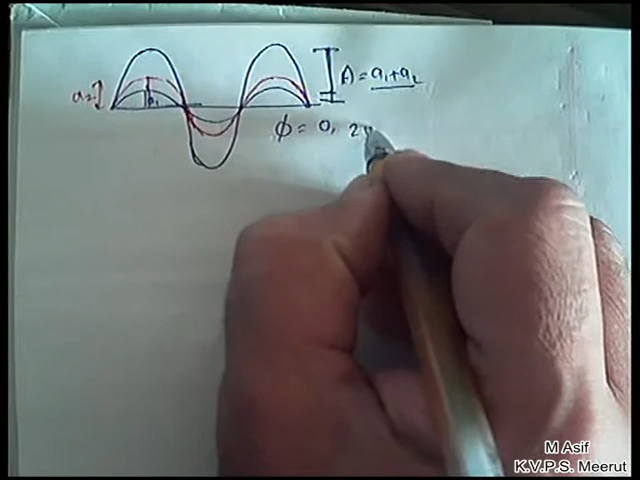 A = a₁+a₂
a₂
a₁
ϕ = 0, 2π
M Asif
K.V.P.S. Meerut